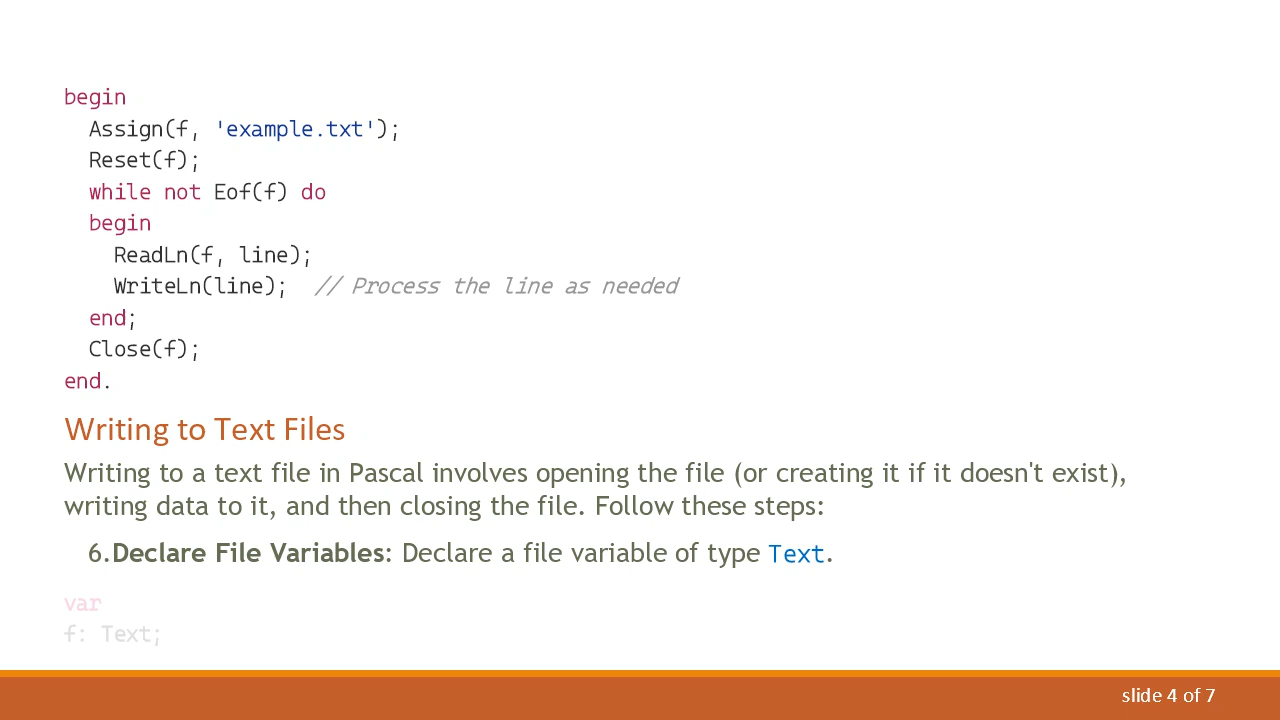 begin
  Assign(f, 'example.txt');
  Reset(f);
  while not Eof(f) do
  begin
    ReadLn(f, line);
    WriteLn(line);  // Process the line as needed
  end;
  Close(f);
end.
Writing to Text Files
Writing to a text file in Pascal involves opening the file (or creating it if it doesn't exist),
writing data to it, and then closing the file. Follow these steps:
6.Declare File Variables: Declare a file variable of type Text.
var
f: Text;
slide 4 of 7